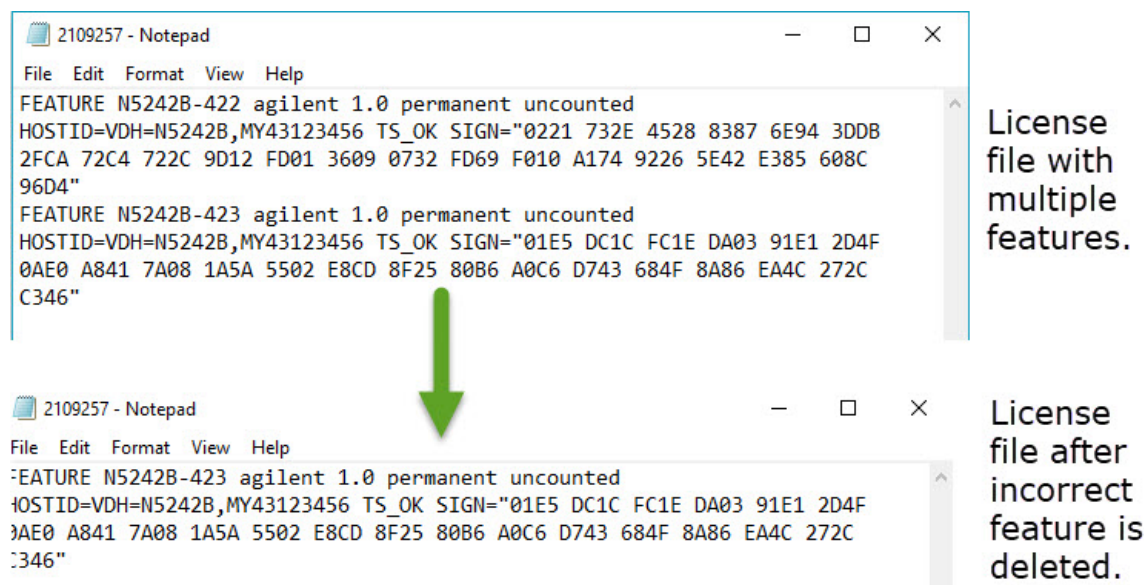 2109257 - Notepad
File Edit Format View Help
FEATURE N5242B-422 agilent 1.0 permanent uncounted
HOSTID=VDH=N5242B,MY43123456 TS_OK SIGN="0221 732E 4528 8387 6E94 3DDB
2FCA 72C4 722C 9D12 FD01 3609 0732 FD69 F010 A174 9226 5E42 E385 608C
96D4"
FEATURE N5242B-423 agilent 1.0 permanent uncounted
HOSTID=VDH=N5242B,MY43123456 TS_OK SIGN="01E5 DC1C FC1E DA03 91E1 2D4F
0AE0 A841 7A08 1A5A 5502 E8CD 8F25 80B6 A0C6 D743 684F 8A86 EA4C 272C
C346"
License
file with
multiple
features.
2109257 - Notepad
File Edit Format View Help
FEATURE N5242B-423 agilent 1.0 permanent uncounted
HOSTID=VDH=N5242B,MY43123456 TS_OK SIGN="01E5 DC1C FC1E DA03 91E1 2D4F
0AE0 A841 7A08 1A5A 5502 E8CD 8F25 80B6 A0C6 D743 684F 8A86 EA4C 272C
C346"
License
file after
incorrect
feature is
deleted.